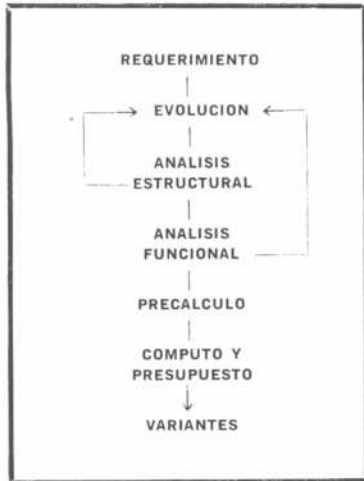 REQUERIMIENTO
EVOLUCION
ANALISIS
ESTRUCTURAL
ANALISIS
FUNCIONAL
PRECALCULO
COMPUTO Y
PRESUPUESTO
VARIANTES